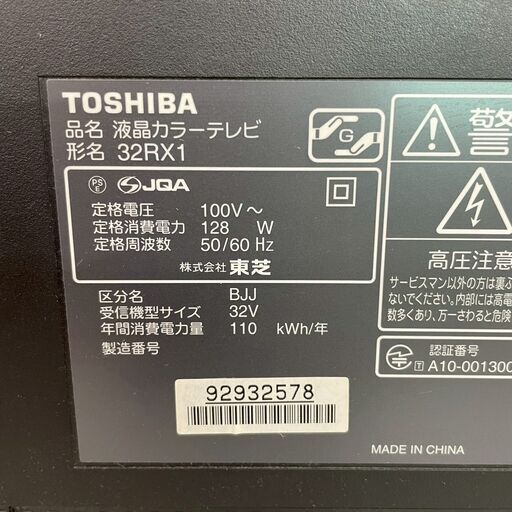 TOSHIBA
品名 液晶カラーテレビ
形名 32RX1
G
PS
E
JQA
定格電圧 100V～
定格消費電力 128 W
定格周波数 50/60 Hz
株式会社 東芝
区分名 BJJ
受信機型サイズ 32V
年間消費電力量 110 kWh/年
製造番号
92932578
高圧注意
サービスマン以外の方は裏ぶ
ないでください。内部には高電
数多くあり、万一さわると危険
認証番号
T A10-001300
MADE IN CHINA